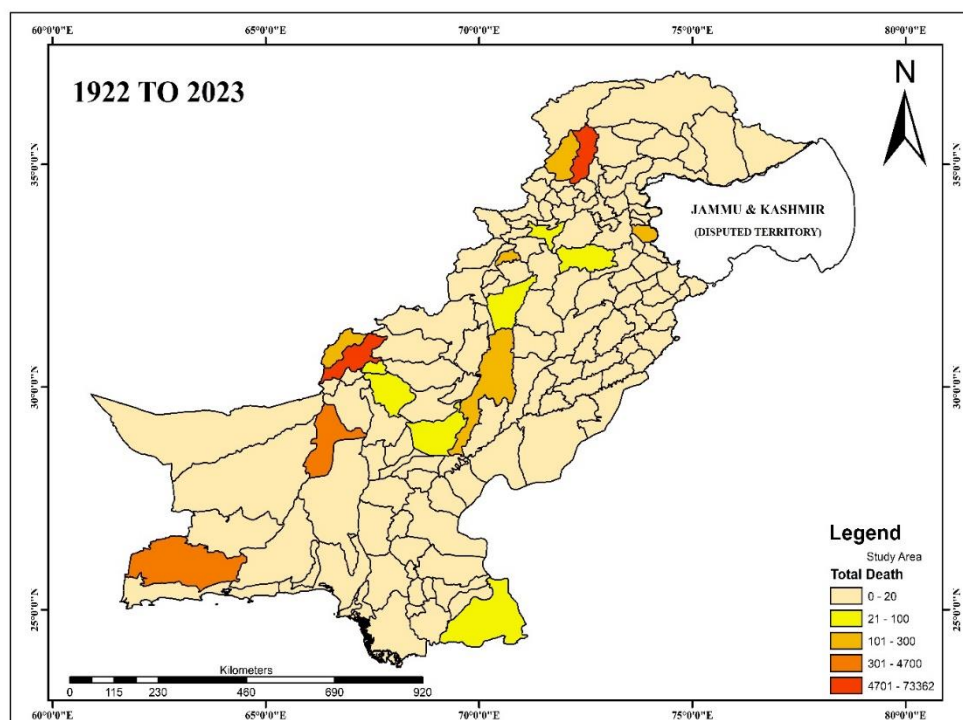 60°0'0"E 65°0'0"E 70°0'0"E 75°0'0"E 80°0'0"E
1922 TO 2023
N
35°0'0"N 35°0'0"N
JAMMU & KASHMIR
(DISPUTED TERRITORY)
30°0'0"N 30°0'0"N
Legend
Study Area
Total Death
0 - 20
21 - 100
101 - 300
301 - 4700
4701 - 73362
25°0'0"N 25°0'0"N
Kilometers
0 115 230 460 690 920
60°0'0"E 65°0'0"E 70°0'0"E 75°0'0"E 80°0'0"E